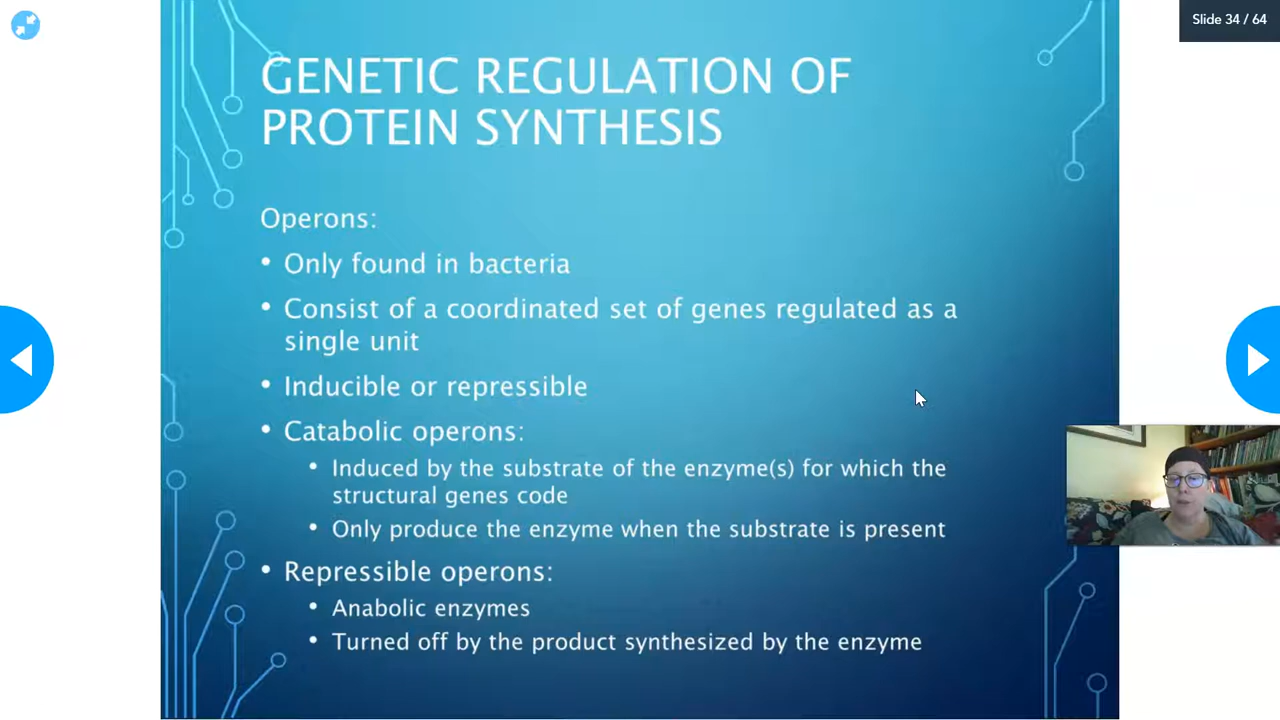 Slide 34 / 64
GENETIC REGULATION OF
PROTEIN SYNTHESIS
Operons:
• Only found in bacteria
• Consist of a coordinated set of genes regulated as a
single unit
• Inducible or repressible
• Catabolic operons:
• Induced by the substrate of the enzyme(s) for which the
structural genes code
• Only produce the enzyme when the substrate is present
• Repressible operons:
• Anabolic enzymes
• Turned off by the product synthesized by the enzyme